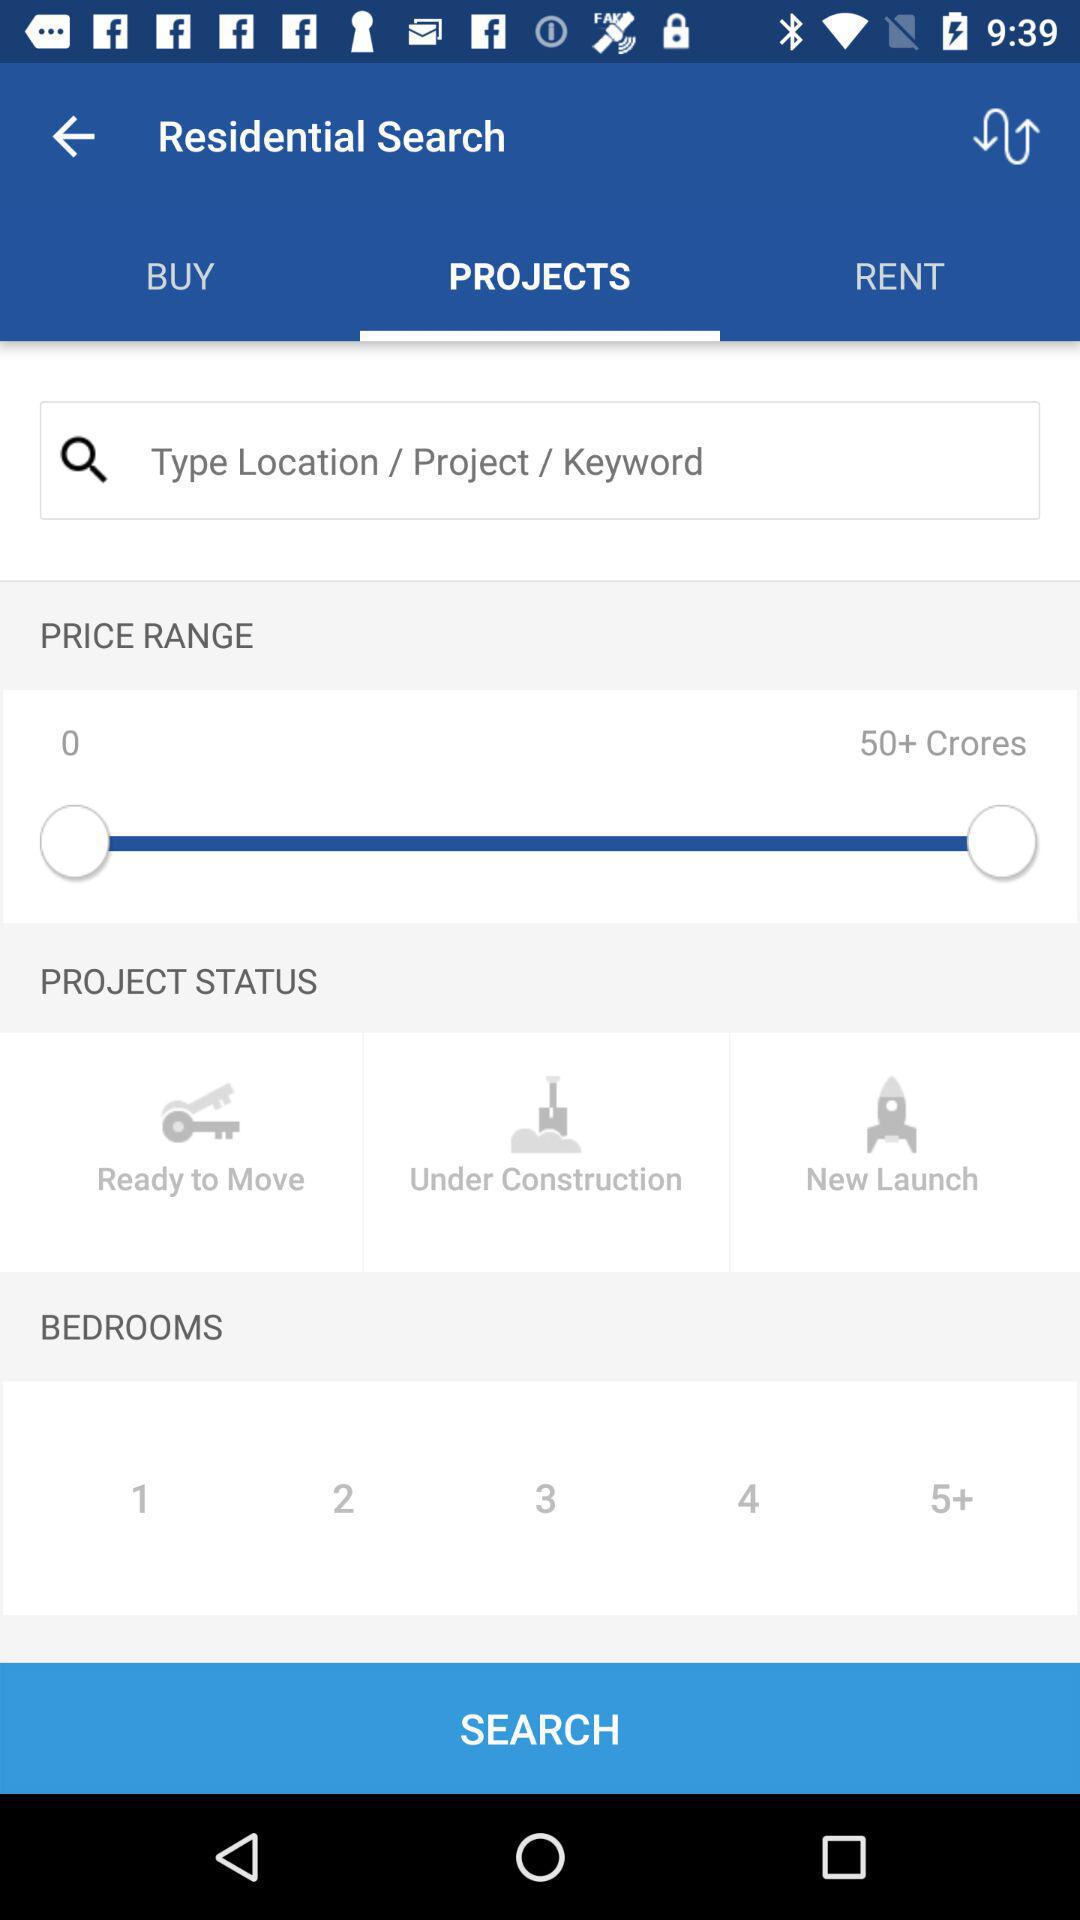 FAKE 9:39
Residential Search
BUY PROJECTS RENT
Type Location / Project / Keyword
PRICE RANGE
0 50+ Crores
PROJECT STATUS
Ready to Move Under Construction New Launch
BEDROOMS
1 2 3 4 5+
SEARCH